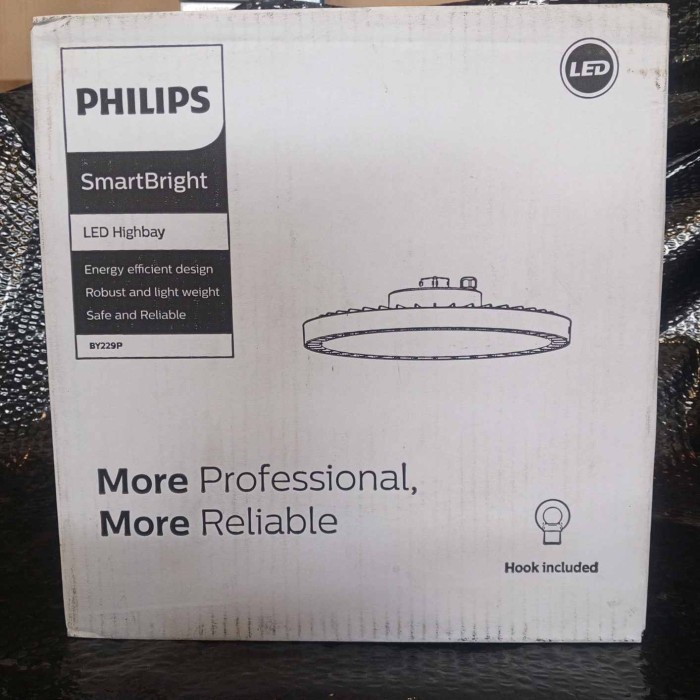 PHILIPS
LED
SmartBright
LED Highbay
Energy efficient design
Robust and light weight
Safe and Reliable
BY229P
More Professional,
More Reliable
Hook included